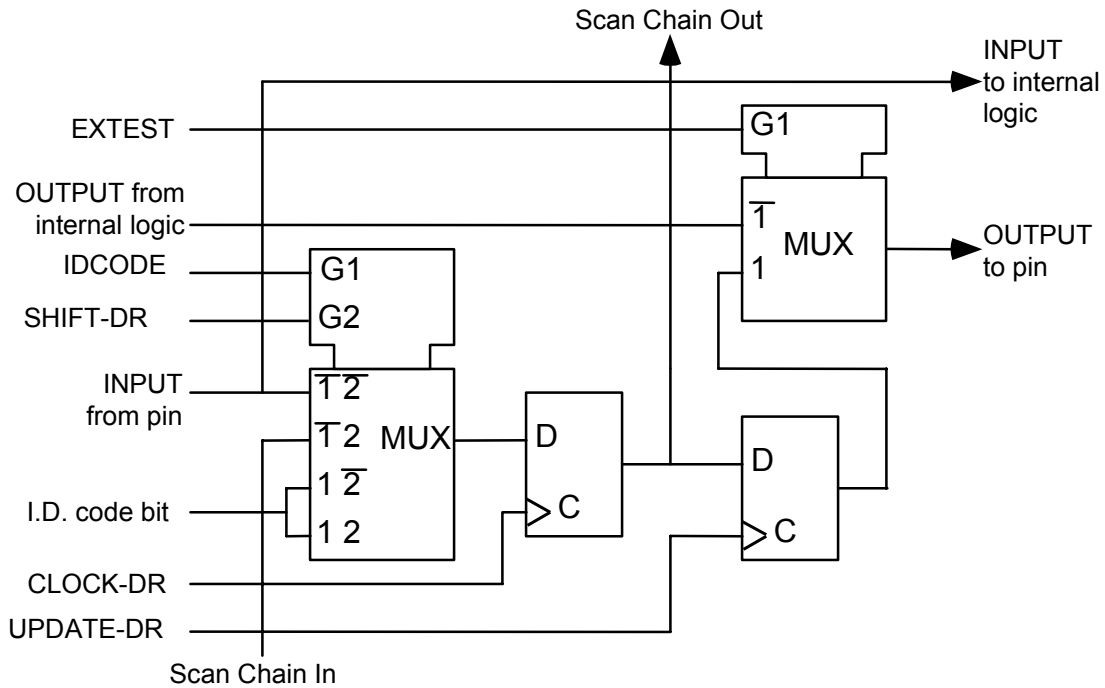 Scan Chain Out
INPUT
to internal
logic
EXTEST
G1
OUTPUT from
internal logic
1̅
MUX
1
OUTPUT
to pin
IDCODE
G1
SHIFT-DR
G2
INPUT
from pin
1̅ 2̅
1̅ 2
MUX
1 2̅
1 2
D
C
D
C
I.D. code bit
CLOCK-DR
UPDATE-DR
Scan Chain In